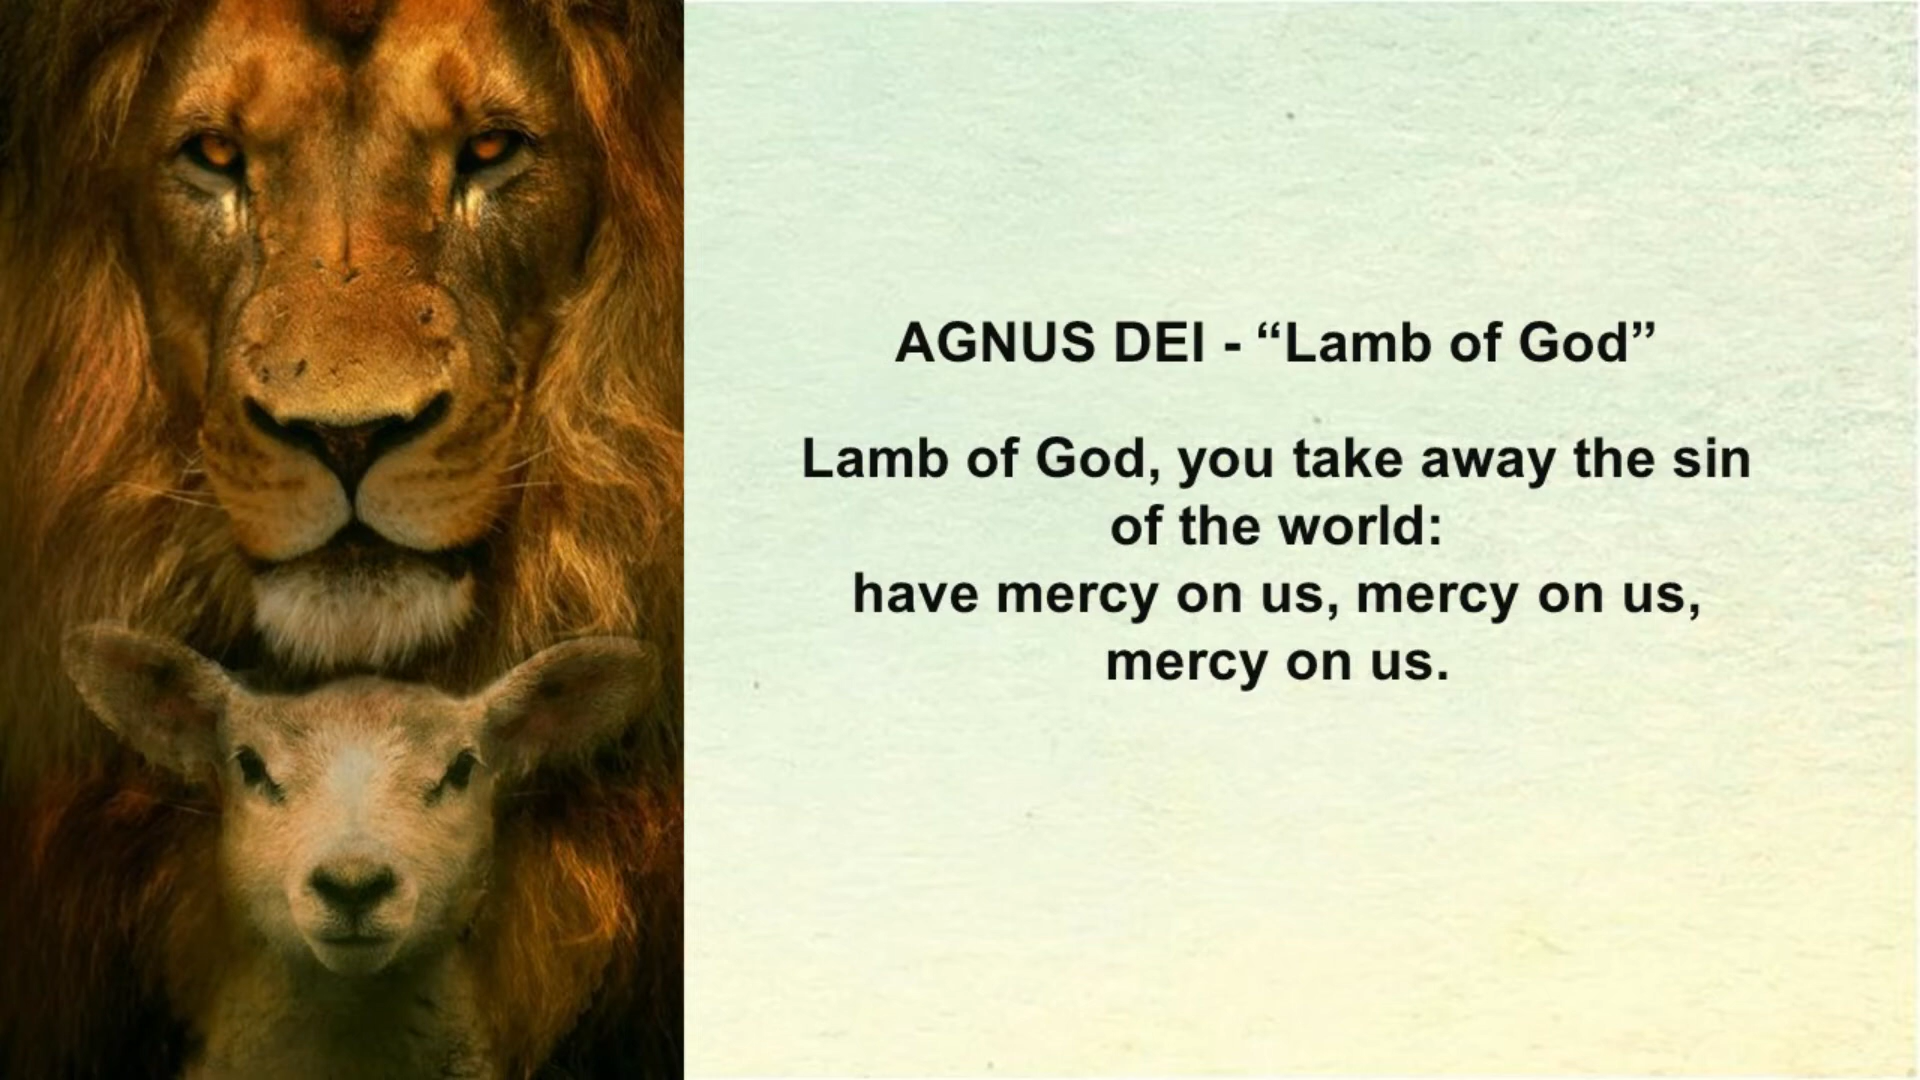 AGNUS DEI - “Lamb of God”
Lamb of God, you take away the sin
of the world:
have mercy on us, mercy on us,
mercy on us.